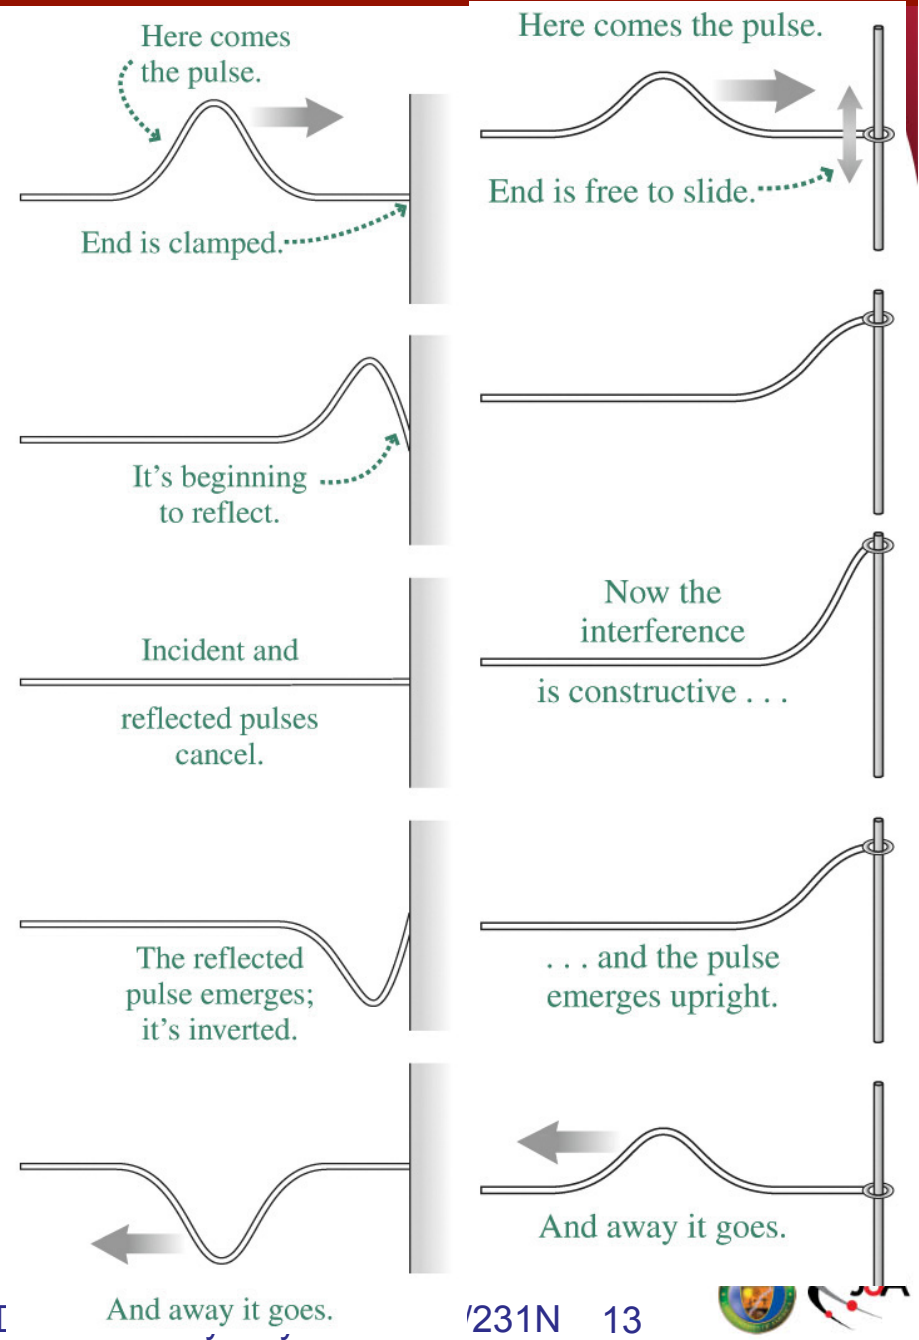 Here comes
the pulse.
End is clamped.
It's beginning
to reflect.
Incident and
reflected pulses
cancel.
The reflected
pulse emerges;
it's inverted.
And away it goes.
Here comes the pulse.
End is free to slide.
Now the
interference
is constructive . . .
. . . and the pulse
emerges upright.
And away it goes.
/231N 13